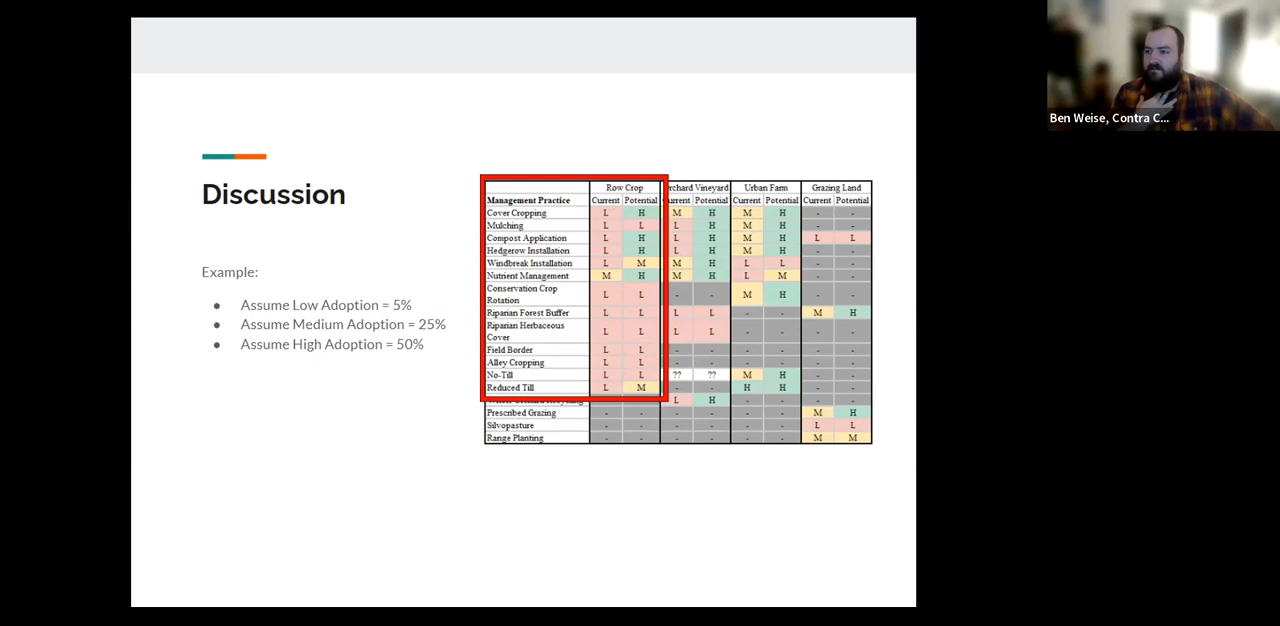 Ben Weise, Contra C...
Discussion
Example:
● Assume Low Adoption = 5%
● Assume Medium Adoption = 25%
● Assume High Adoption = 50%
Row Crop rchard Vineyard Urban Farm Grazing Land
Management Practice Current Potential urrent Potential Current Potential Current Potential
Cover Cropping L H M H M H - -
Mulching L L L H M H - -
Compost Application L H L H M H L L
Hedgerow Installation L H L H M H - -
Windbreak Installation L M M H L L - -
Nutrient Management M H M H L M - -
Conservation Crop
Rotation L L - - M H - -
Riparian Forest Buffer L L L L - - M H
Riparian Herbaceous
Cover L L L L - - - -
Field Border L L - - - - - -
Alley Cropping L L - - - - - -
No-Till L L ?? ?? M H - -
Reduced Till L M - - H H - -
- - L H - - - -
Prescribed Grazing - - - - - - M H
Silvopasture - - - - - - L L
Range Planting - - - - - - M M